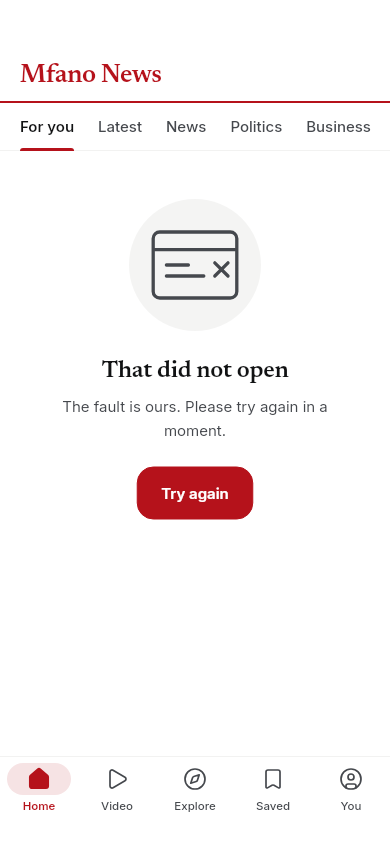 Mfano News
For you Latest News Politics Business
That did not open
The fault is ours. Please try again in a
moment.
Try again
Home Video Explore Saved You